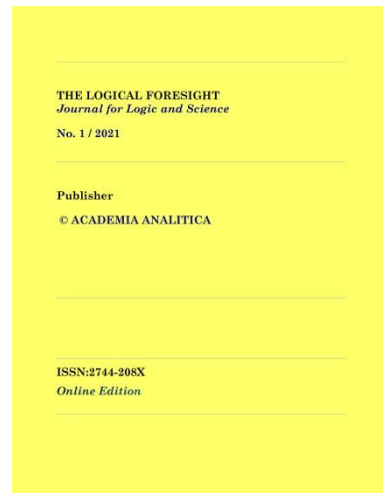 THE LOGICAL FORESIGHT
Journal for Logic and Science
No. 1 / 2021
Publisher
© ACADEMIA ANALITICA
ISSN:2744-208X
Online Edition